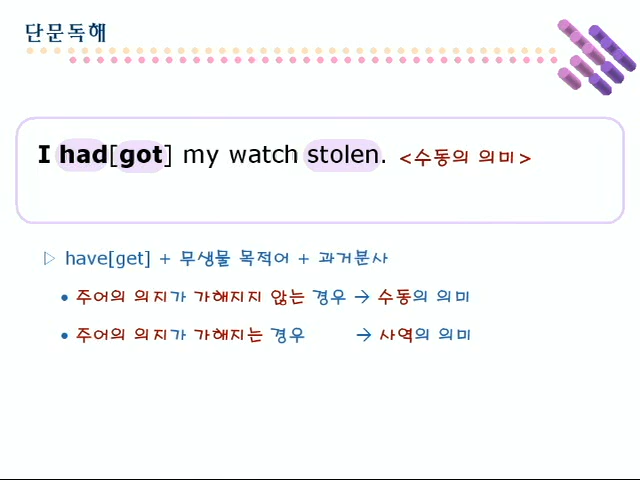 단문독해
I had[got] my watch stolen. <수동의 의미>
▷ have[get] + 무생물 목적어 + 과거분사
• 주어의 의지가 가해지지 않는 경우 → 수동의 의미
• 주어의 의지가 가해지는 경우 → 사역의 의미